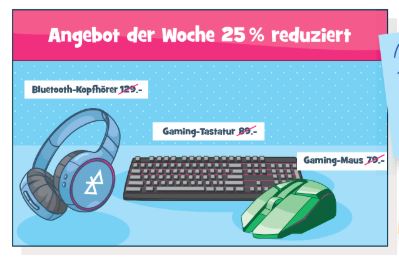 Angebot der Woche 25 % reduziert
Bluetooth-Kopfhörer 129.-
Gaming-Tastatur 89.-
Gaming-Maus 79.-